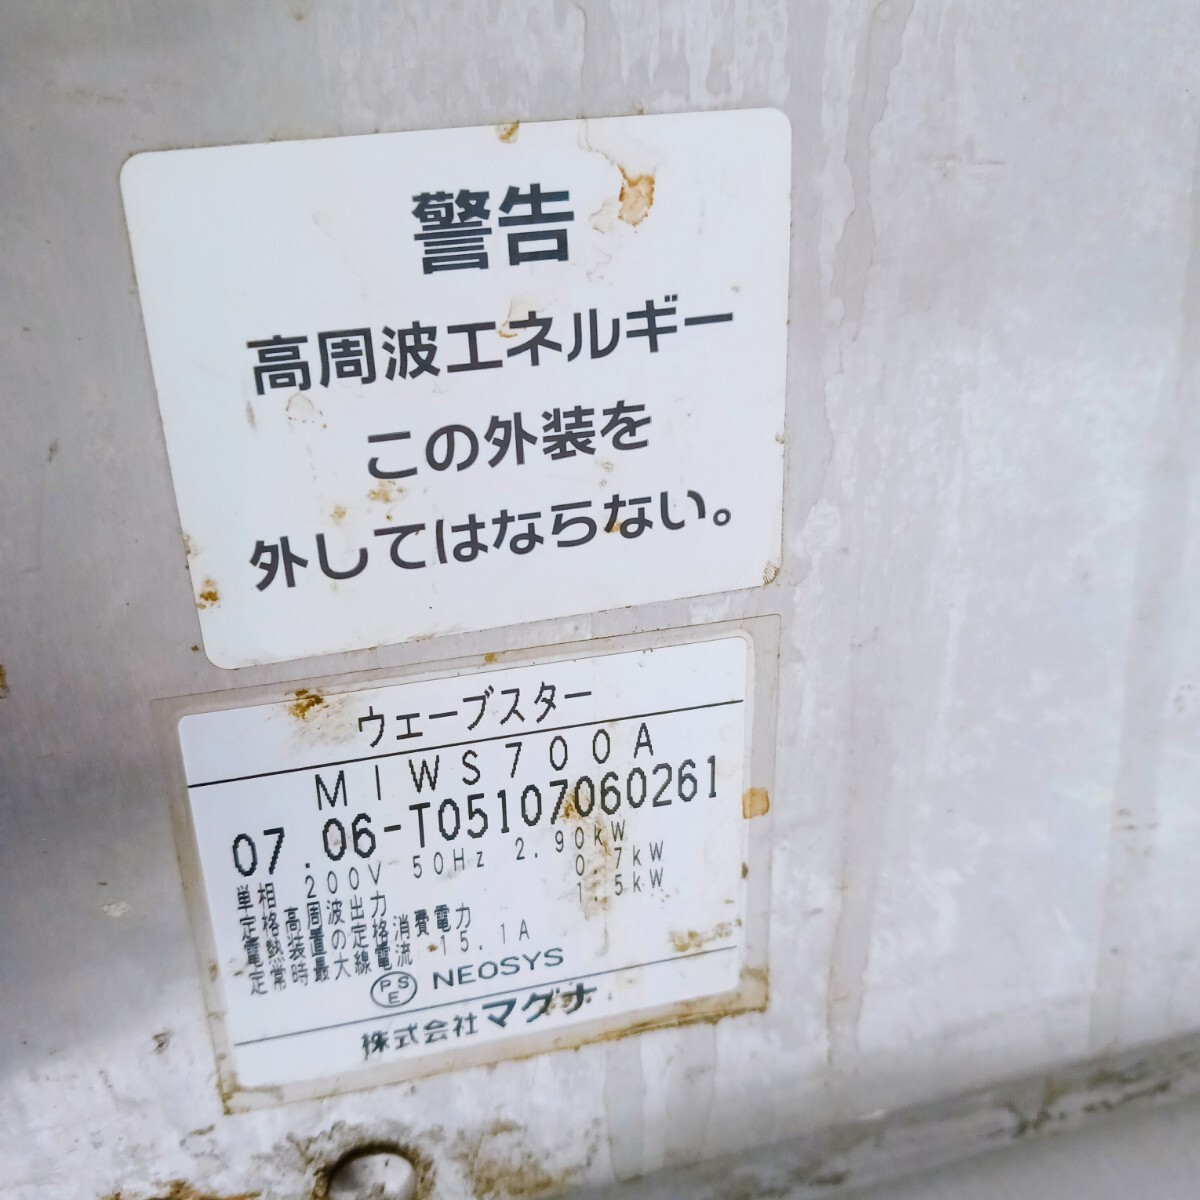 警告
高周波エネルギー
この外装を
外してはならない。
ウェーブスター
MIWS700A
07.06-T05107060261
単相 200V 50Hz 2.90kW
定格高周波出力 0.7kW
電熱装置の定格消費電力 1.5kW
定常時最大線電流 15.1A
PSE NEOSYS
株式会社マグナ